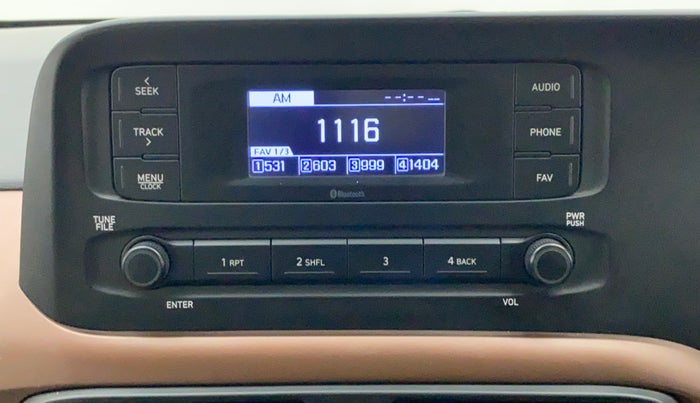 < SEEK
AM --:-- --
AUDIO
TRACK >
1116
PHONE
FAV 1/3
1 531 2 603 3 999 4 1404
MENU
CLOCK
FAV
Bluetooth
TUNE
FILE
PWR
PUSH
1 RPT 2 SHFL 3 4 BACK
ENTER VOL